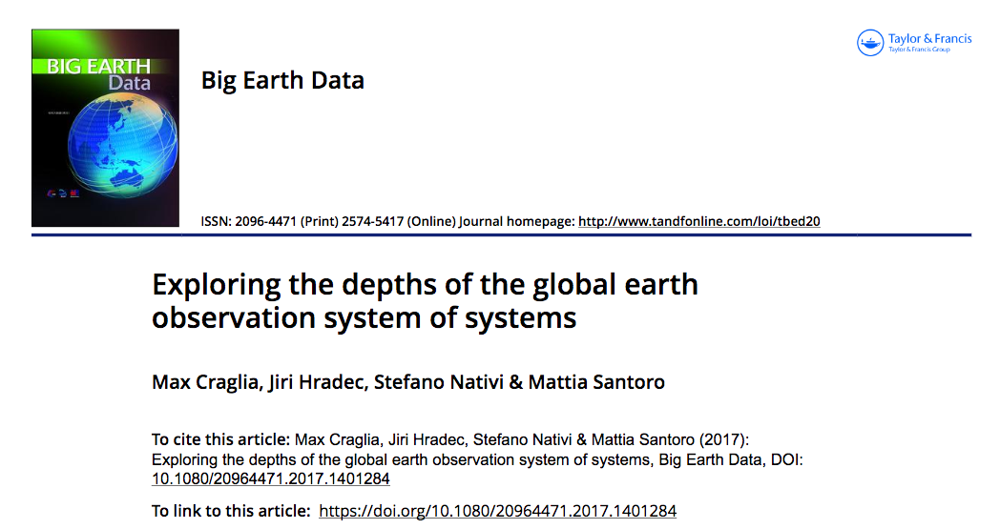 BIG EARTH
Data
Taylor & Francis
Taylor & Francis Group
Big Earth Data
ISSN: 2096-4471 (Print) 2574-5417 (Online) Journal homepage: http://www.tandfonline.com/loi/tbed20
Exploring the depths of the global earth
observation system of systems
Max Craglia, Jiri Hradec, Stefano Nativi & Mattia Santoro
To cite this article: Max Craglia, Jiri Hradec, Stefano Nativi & Mattia Santoro (2017):
Exploring the depths of the global earth observation system of systems, Big Earth Data, DOI:
10.1080/20964471.2017.1401284
To link to this article: https://doi.org/10.1080/20964471.2017.1401284